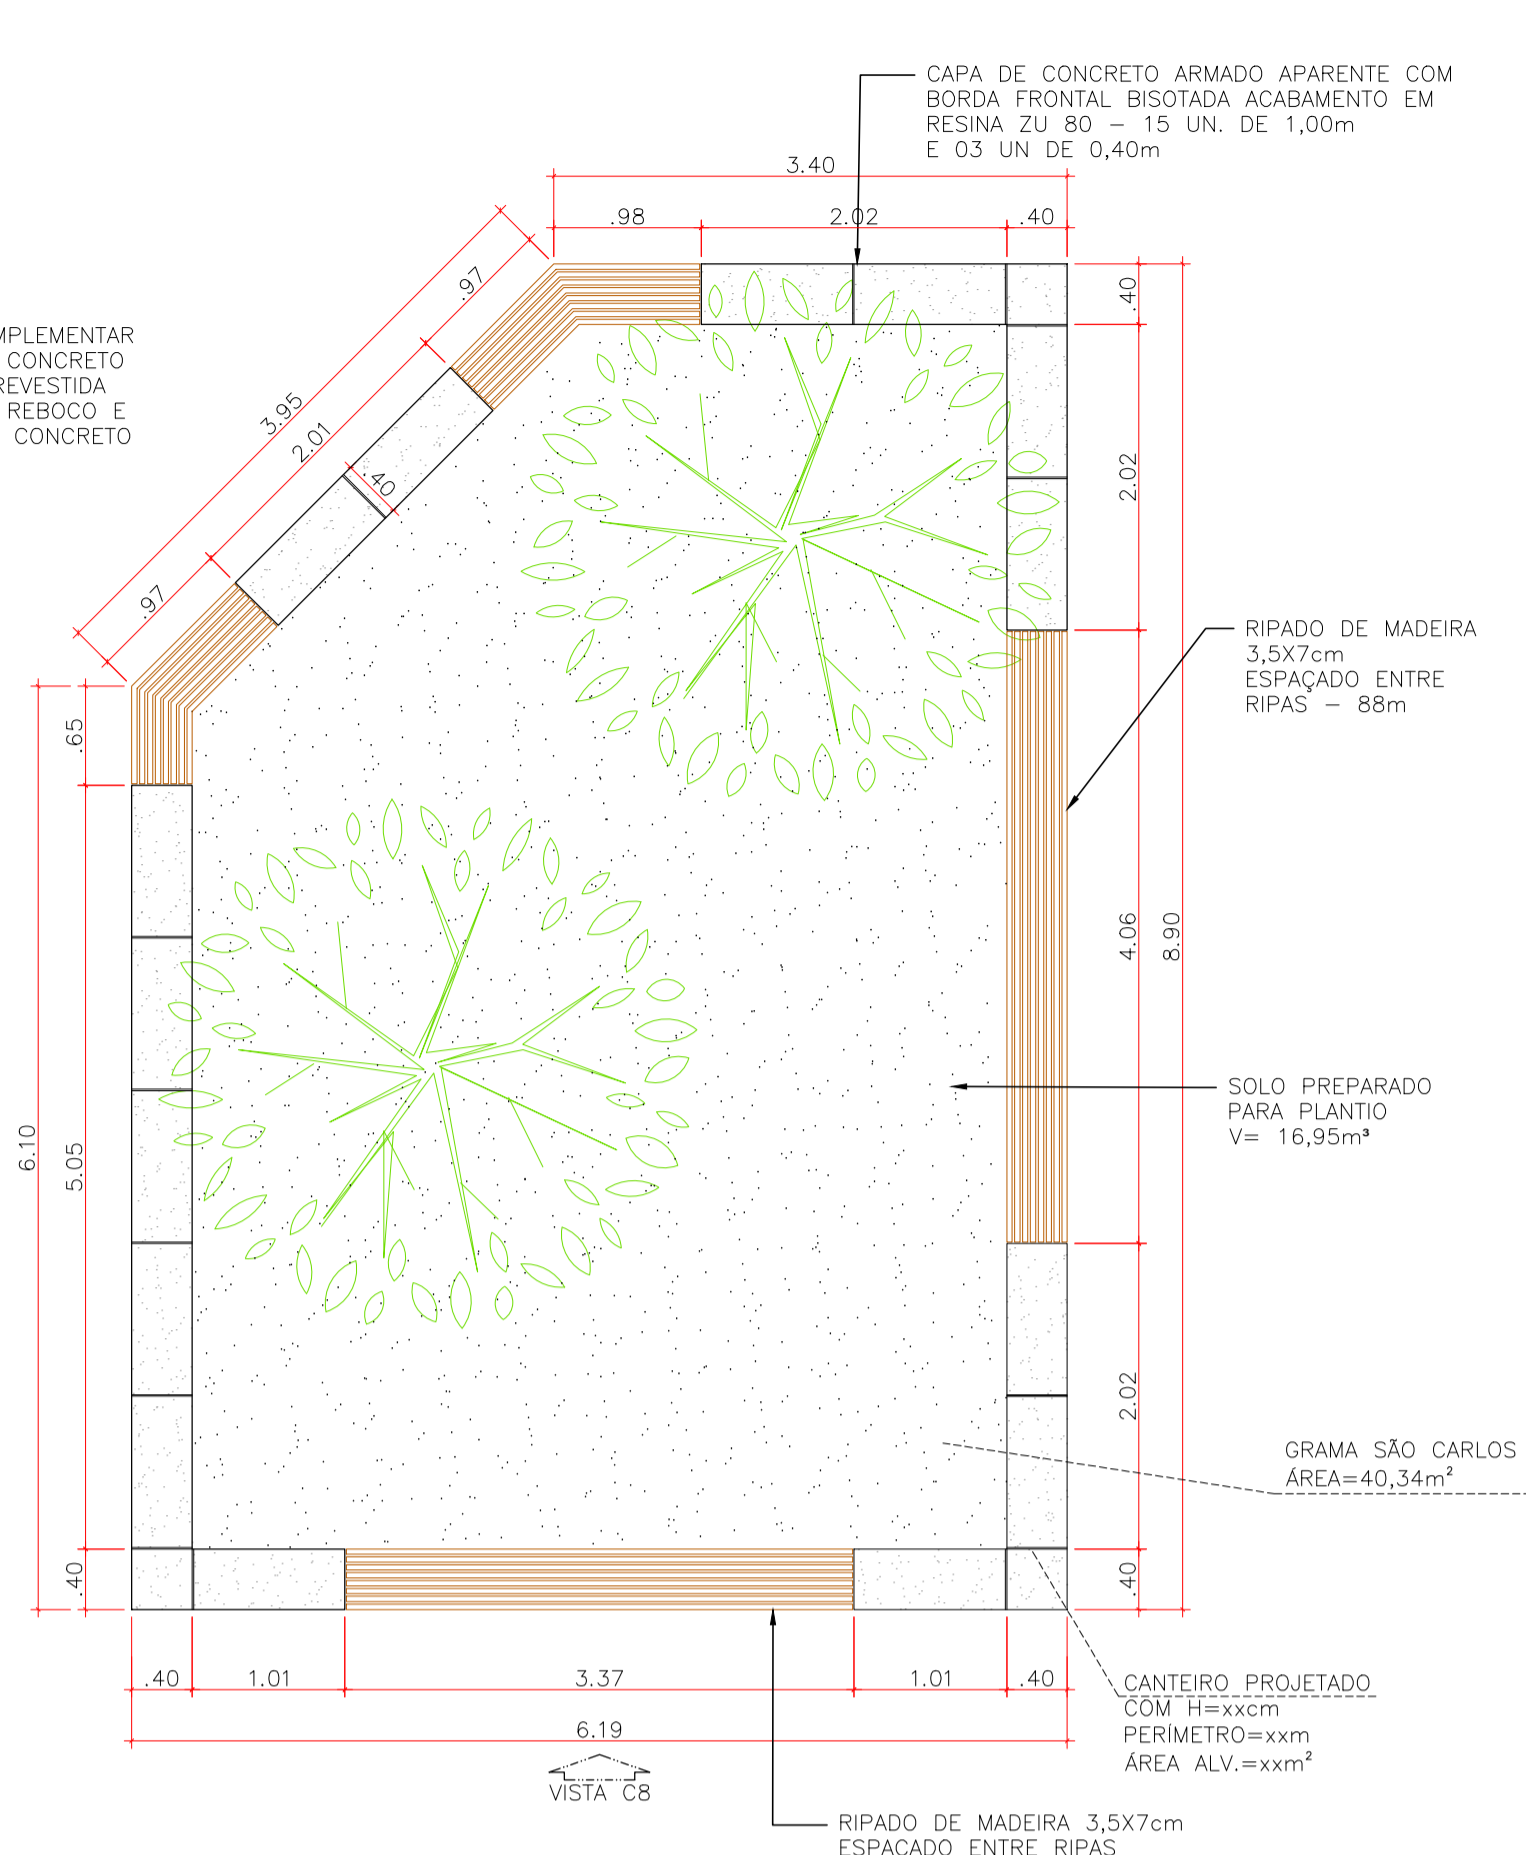 CAPA DE CONCRETO ARMADO APARENTE COM
BORDA FRONTAL BISOTADA ACABAMENTO EM
RESINA ZU 80 – 15 UN. DE 1,00m
E 03 UN DE 0,40m
3.40
.98
2.02
.40
.97
3.95
2.01
.40
.97
MPLEMENTAR
CONCRETO
REVESTIDA
REBOCO E
CONCRETO
.40
2.02
RIPADO DE MADEIRA
3,5X7cm
ESPAÇADO ENTRE
RIPAS – 88m
.65
4.06
8.90
SOLO PREPARADO
PARA PLANTIO
V= 16,95m³
6.10
5.05
2.02
GRAMA SÃO CARLOS
ÁREA=40,34m²
.40
.40
.40
1.01
3.37
1.01
.40
6.19
CANTEIRO PROJETADO
COM H=xxcm
PERÍMETRO=xxm
ÁREA ALV.=xxm²
VISTA C8
RIPADO DE MADEIRA 3,5X7cm
ESPAÇADO ENTRE RIPAS